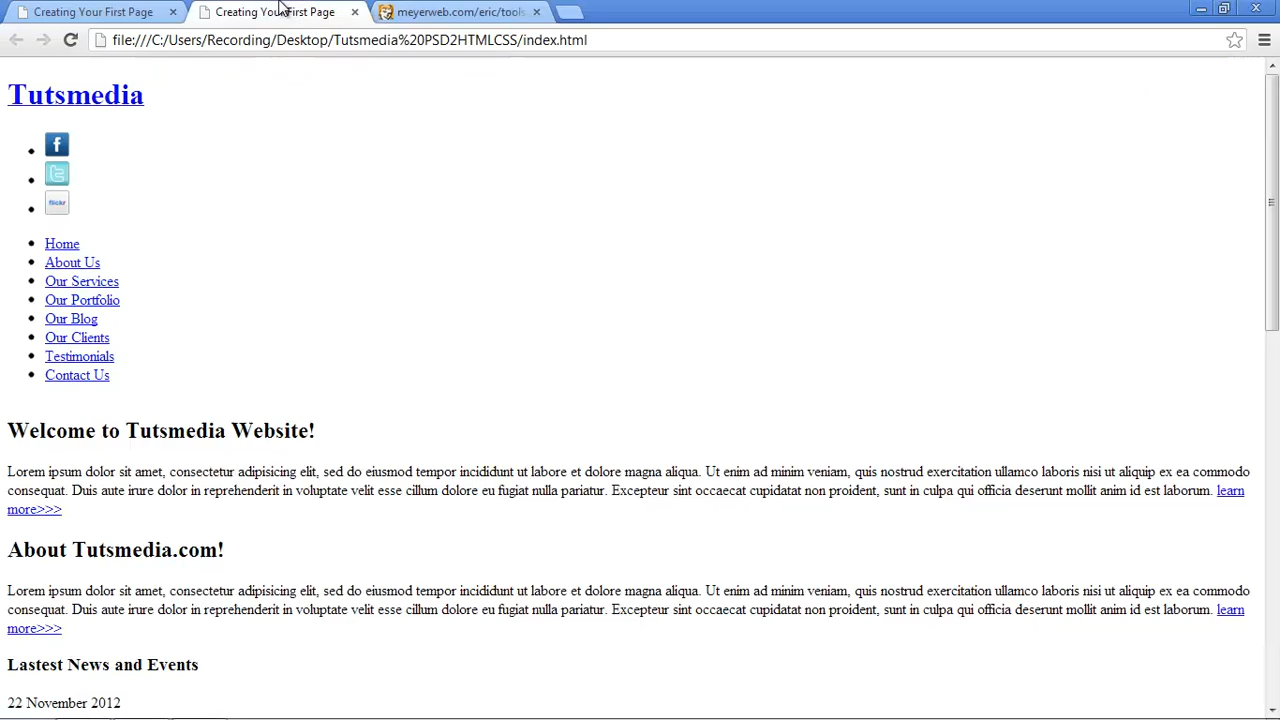 Creating Your First Page
Creating Your First Page
meyerweb.com/eric/tools
file:///C:/Users/Recording/Desktop/Tutsmedia%20PSD2HTMLCSS/index.html
Tutsmedia
f
t
flickr
Home
About Us
Our Services
Our Portfolio
Our Blog
Our Clients
Testimonials
Contact Us
Welcome to Tutsmedia Website!
Lorem ipsum dolor sit amet, consectetur adipisicing elit, sed do eiusmod tempor incididunt ut labore et dolore magna aliqua. Ut enim ad minim veniam, quis nostrud exercitation ullamco laboris nisi ut aliquip ex ea commodo
consequat. Duis aute irure dolor in reprehenderit in voluptate velit esse cillum dolore eu fugiat nulla pariatur. Excepteur sint occaecat cupidatat non proident, sunt in culpa qui officia deserunt mollit anim id est laborum. learn
more>>>
About Tutsmedia.com!
Lorem ipsum dolor sit amet, consectetur adipisicing elit, sed do eiusmod tempor incididunt ut labore et dolore magna aliqua. Ut enim ad minim veniam, quis nostrud exercitation ullamco laboris nisi ut aliquip ex ea commodo
consequat. Duis aute irure dolor in reprehenderit in voluptate velit esse cillum dolore eu fugiat nulla pariatur. Excepteur sint occaecat cupidatat non proident, sunt in culpa qui officia deserunt mollit anim id est laborum. learn
more>>>
Lastest News and Events
22 November 2012